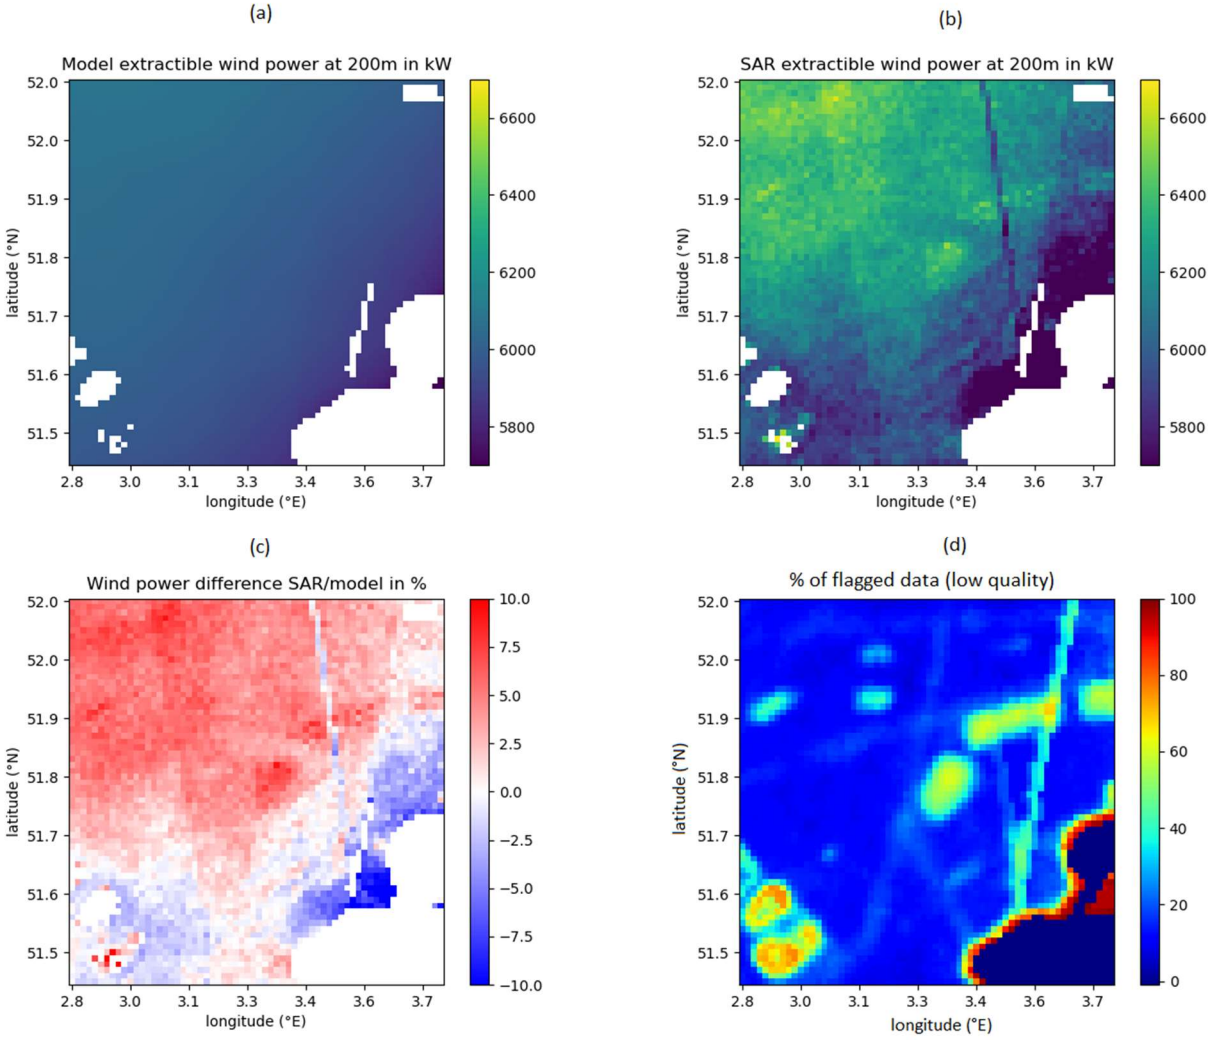 (a)
Model extractible wind power at 200m in kW
52.0
52.0
51.9
51.8
51.7
51.6
51.5
latitude (°N)
2.8 3.0 3.1 3.3 3.4 3.6 3.7
longitude (°E)
6600
6400
6200
6000
5800
(b)
SAR extractible wind power at 200m in kW
52.0
52.0
51.9
51.8
51.7
51.6
51.5
latitude (°N)
2.8 3.0 3.1 3.3 3.4 3.6 3.7
longitude (°E)
6600
6400
6200
6000
5800
(c)
Wind power difference SAR/model in %
52.0
52.0
51.9
51.8
51.7
51.6
51.5
latitude (°N)
2.8 3.0 3.1 3.3 3.4 3.6 3.7
longitude (°E)
10.0
7.5
5.0
2.5
0.0
−2.5
−5.0
−7.5
−10.0
(d)
% of flagged data (low quality)
52.0
52.0
51.9
51.8
51.7
51.6
51.5
latitude (°N)
2.8 3.0 3.1 3.3 3.4 3.6 3.7
longitude (°E)
100
80
60
40
20
0